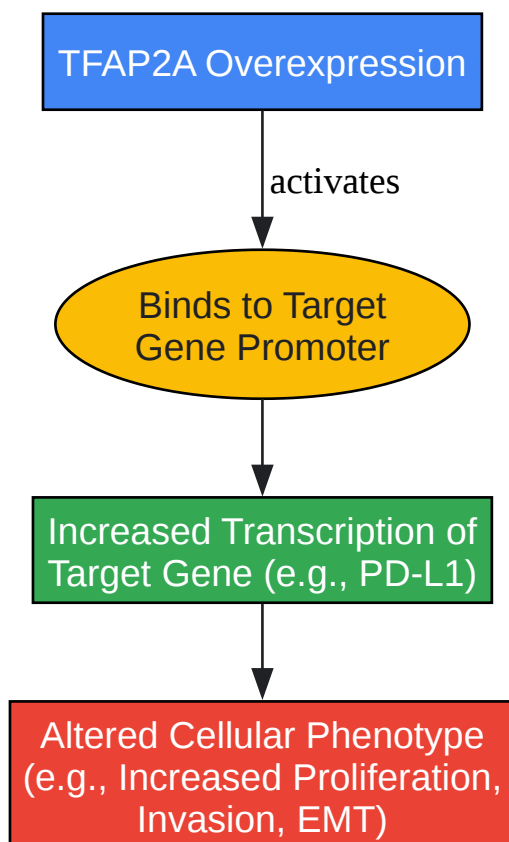 TFAP2A Overexpression
activates
Binds to Target
Gene Promoter
Increased Transcription of
Target Gene (e.g., PD-L1)
Altered Cellular Phenotype
(e.g., Increased Proliferation,
Invasion, EMT)